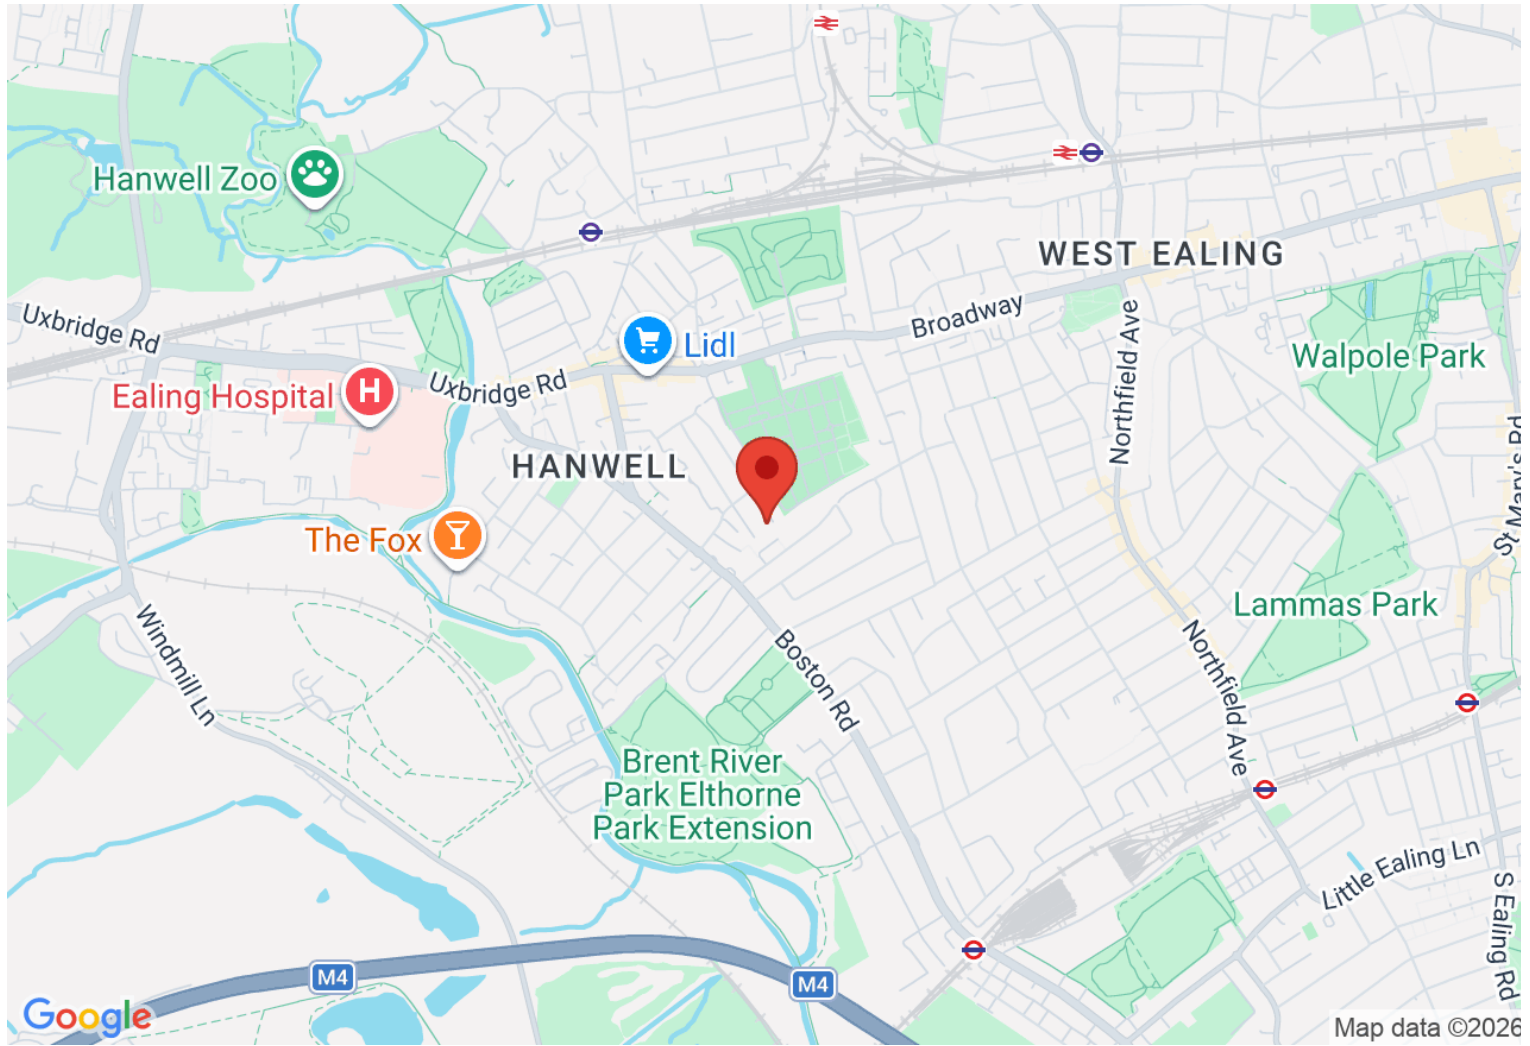 Hanwell Zoo
WEST EALING
Uxbridge Rd
Broadway
Lidl
Northfield Ave
Walpole Park
Ealing Hospital
H
Uxbridge Rd
HANWELL
St Mary's Rd
The Fox
Lammas Park
Windmill Ln
Boston Rd
Northfield Ave
Brent River
Park Elthorne
Park Extension
Little Ealing Ln
S Ealing Rd
M4
M4
Google
Map data ©2026